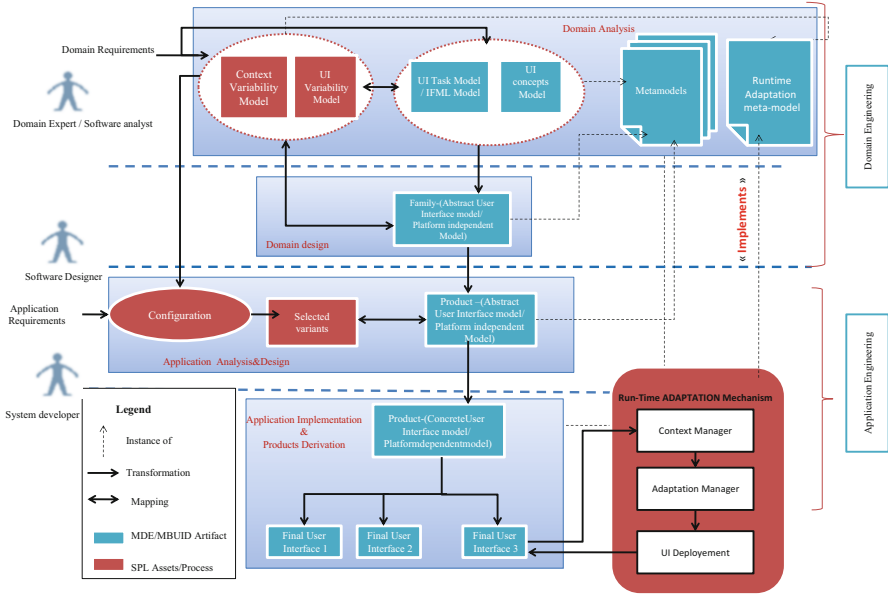 Domain Analysis
Domain Requirements
Context
Variability
Model
UI
Variability
Model
UI Task Model
/ IFML Model
UI
concepts
Model
Metamodels
Runtime
Adaptation
meta-model
Domain Expert / Software analyst
Domain Engineering
Family-(Abstract User
Interface model/
Platform independent
Model)
Domain design
« Implements »
Software Designer
Application
Requirements
Configuration
Selected
variants
Product –(Abstract
User Interface model/
Platform independent
Model)
Application Analysis&Design
Application Engineering
System developer
Legend
Instance of
Transformation
Mapping
MDE/MBUID Artifact
SPL Assets/Process
Application Implementation
&
Products Derivation
Product-(ConcreteUser
Interface model/
Platformdependentmodel)
Final User
Interface 1
Final User
Interface 2
Final User
Interface 3
Run-Time ADAPTATION Mechanism
Context Manager
Adaptation Manager
UI Deployement